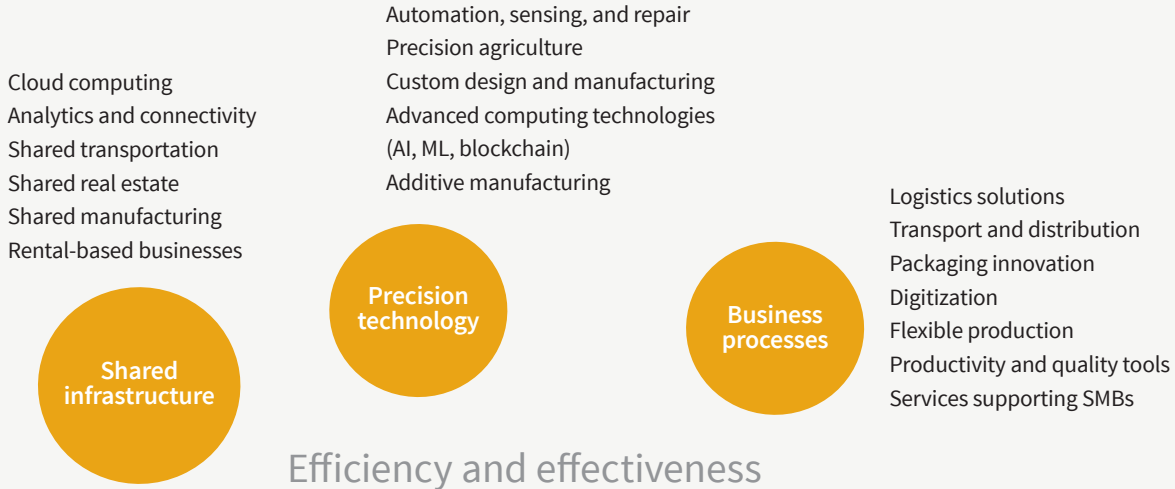 Cloud computing
Analytics and connectivity
Shared transportation
Shared real estate
Shared manufacturing
Rental-based businesses
Shared
infrastructure
Automation, sensing, and repair
Precision agriculture
Custom design and manufacturing
Advanced computing technologies
(AI, ML, blockchain)
Additive manufacturing
Precision
technology
Logistics solutions
Transport and distribution
Packaging innovation
Digitization
Flexible production
Productivity and quality tools
Services supporting SMBs
Business
processes
Efficiency and effectiveness